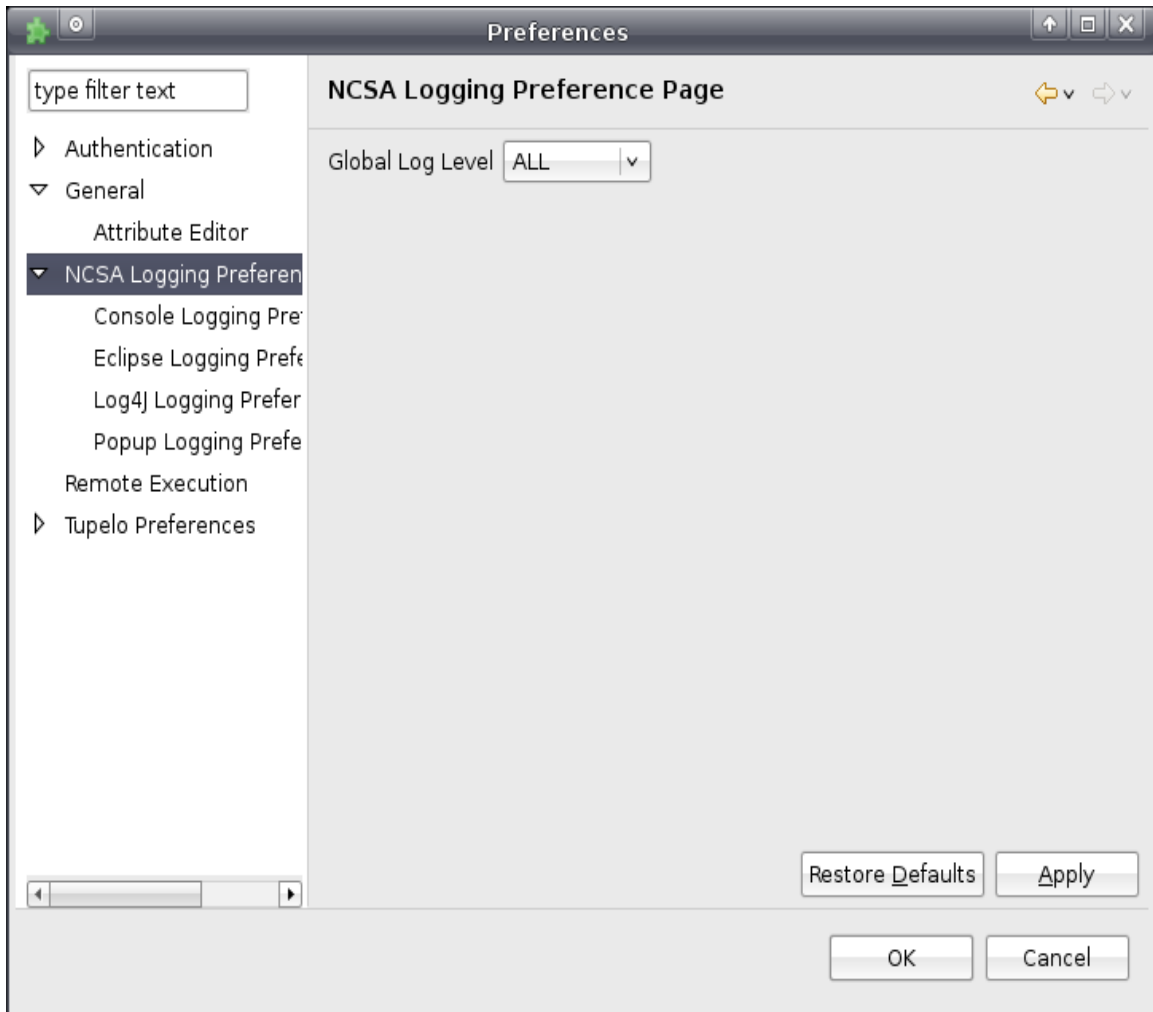 Preferences
type filter text
Authentication
General
Attribute Editor
NCSA Logging Preferen
Console Logging Pre
Eclipse Logging Prefe
Log4J Logging Prefer
Popup Logging Prefe
Remote Execution
Tupelo Preferences
NCSA Logging Preference Page
Global Log Level ALL
Restore Defaults Apply
OK Cancel